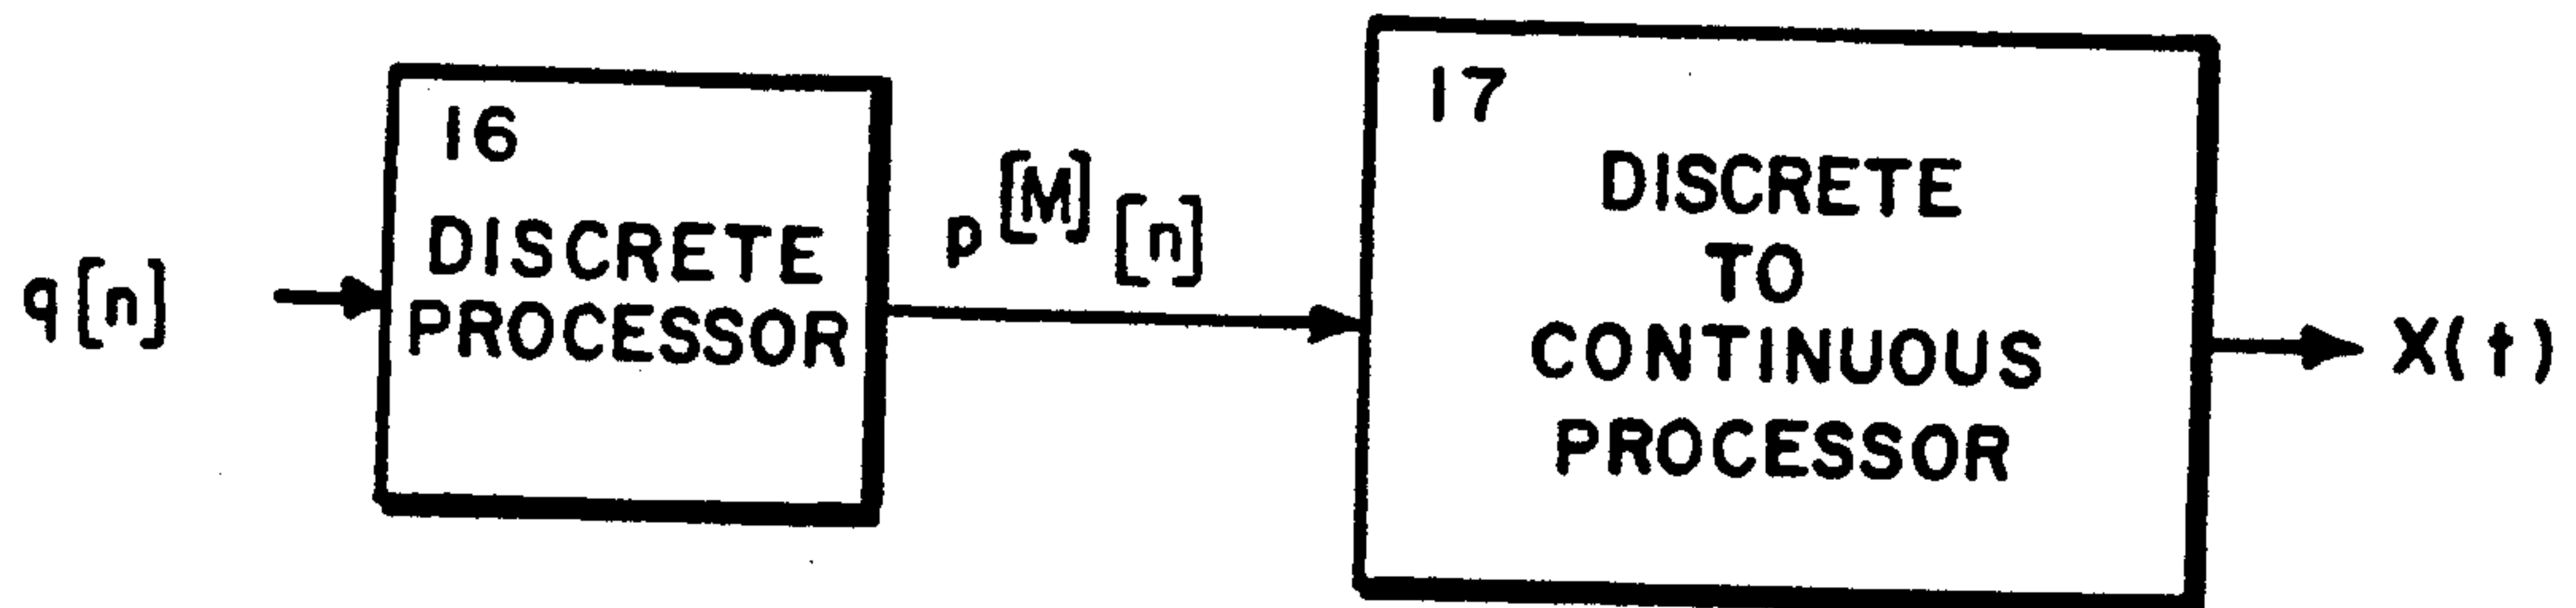 q[n]
16
DISCRETE
PROCESSOR
p[M][n]
17
DISCRETE
TO
CONTINUOUS
PROCESSOR
X(t)